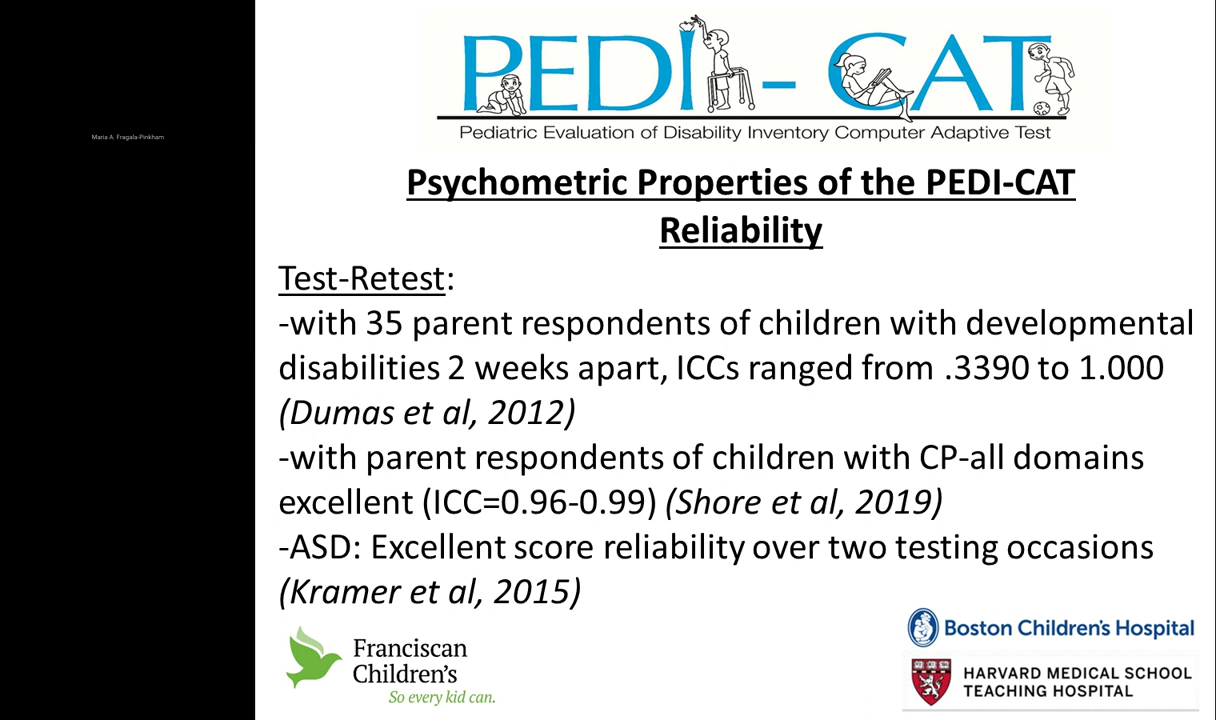 Maria A. Fragala-Pinkham
PEDI - CAT
Pediatric Evaluation of Disability Inventory Computer Adaptive Test
Psychometric Properties of the PEDI-CAT
Reliability
Test-Retest:
-with 35 parent respondents of children with developmental
disabilities 2 weeks apart, ICCs ranged from .3390 to 1.000
(Dumas et al, 2012)
-with parent respondents of children with CP-all domains
excellent (ICC=0.96-0.99) (Shore et al, 2019)
-ASD: Excellent score reliability over two testing occasions
(Kramer et al, 2015)
Franciscan
Children's
So every kid can.
Boston Children's Hospital
HARVARD MEDICAL SCHOOL
TEACHING HOSPITAL